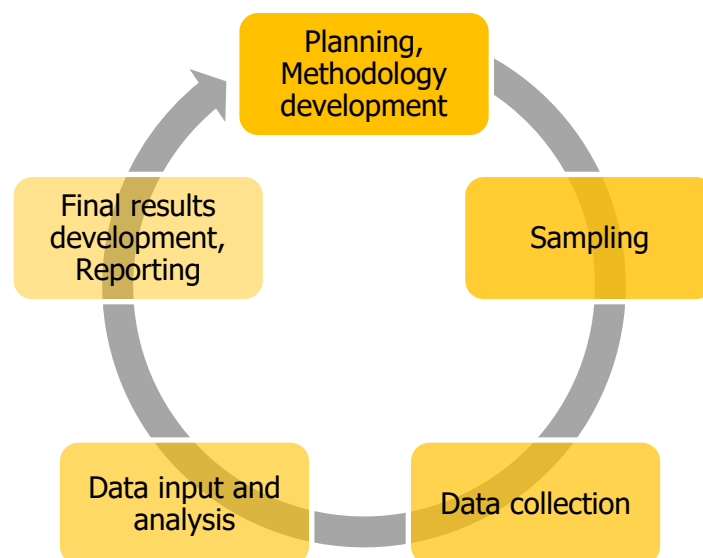 Planning,
Methodology
development
Sampling
Data collection
Data input and
analysis
Final results
development,
Reporting